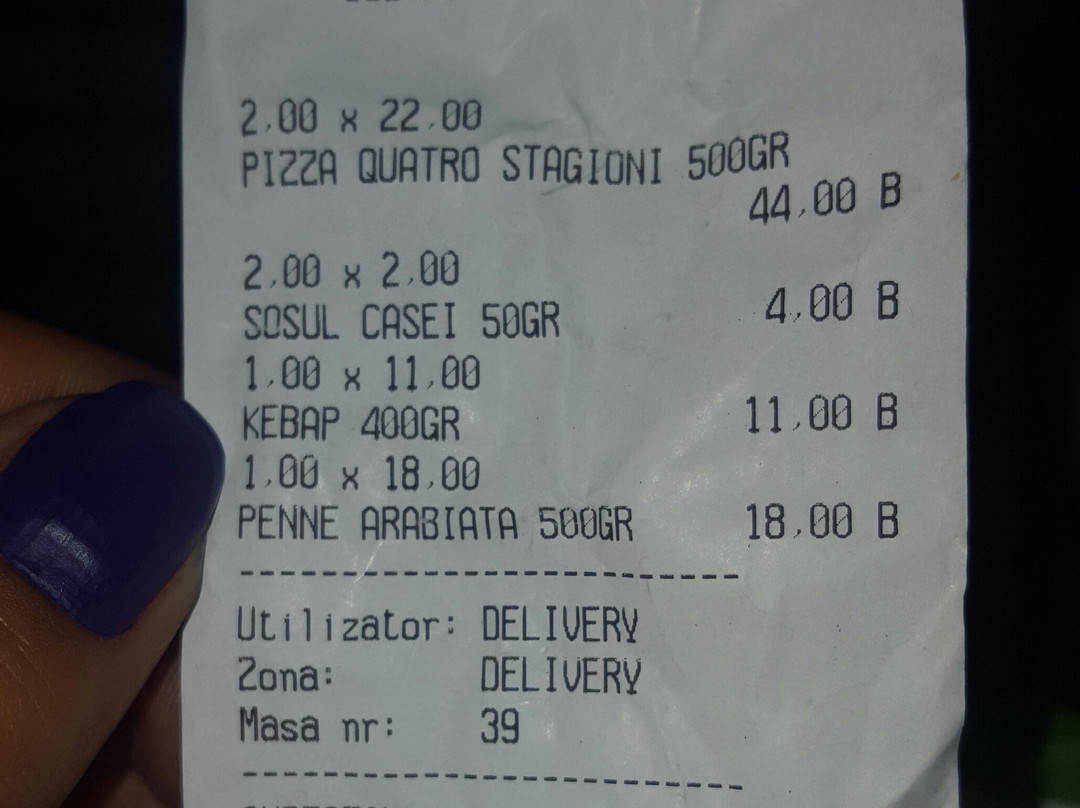 2,00 x 22,00
PIZZA QUATRO STAGIONI 500GR
44,00 B
2,00 x 2,00
SOSUL CASEI 50GR 4,00 B
1,00 x 11,00
KEBAP 400GR 11,00 B
1,00 x 18,00
PENNE ARABIATA 500GR 18,00 B
-------------------------
Utilizator: DELIVERY
Zona: DELIVERY
Masa nr: 39
-------------------------